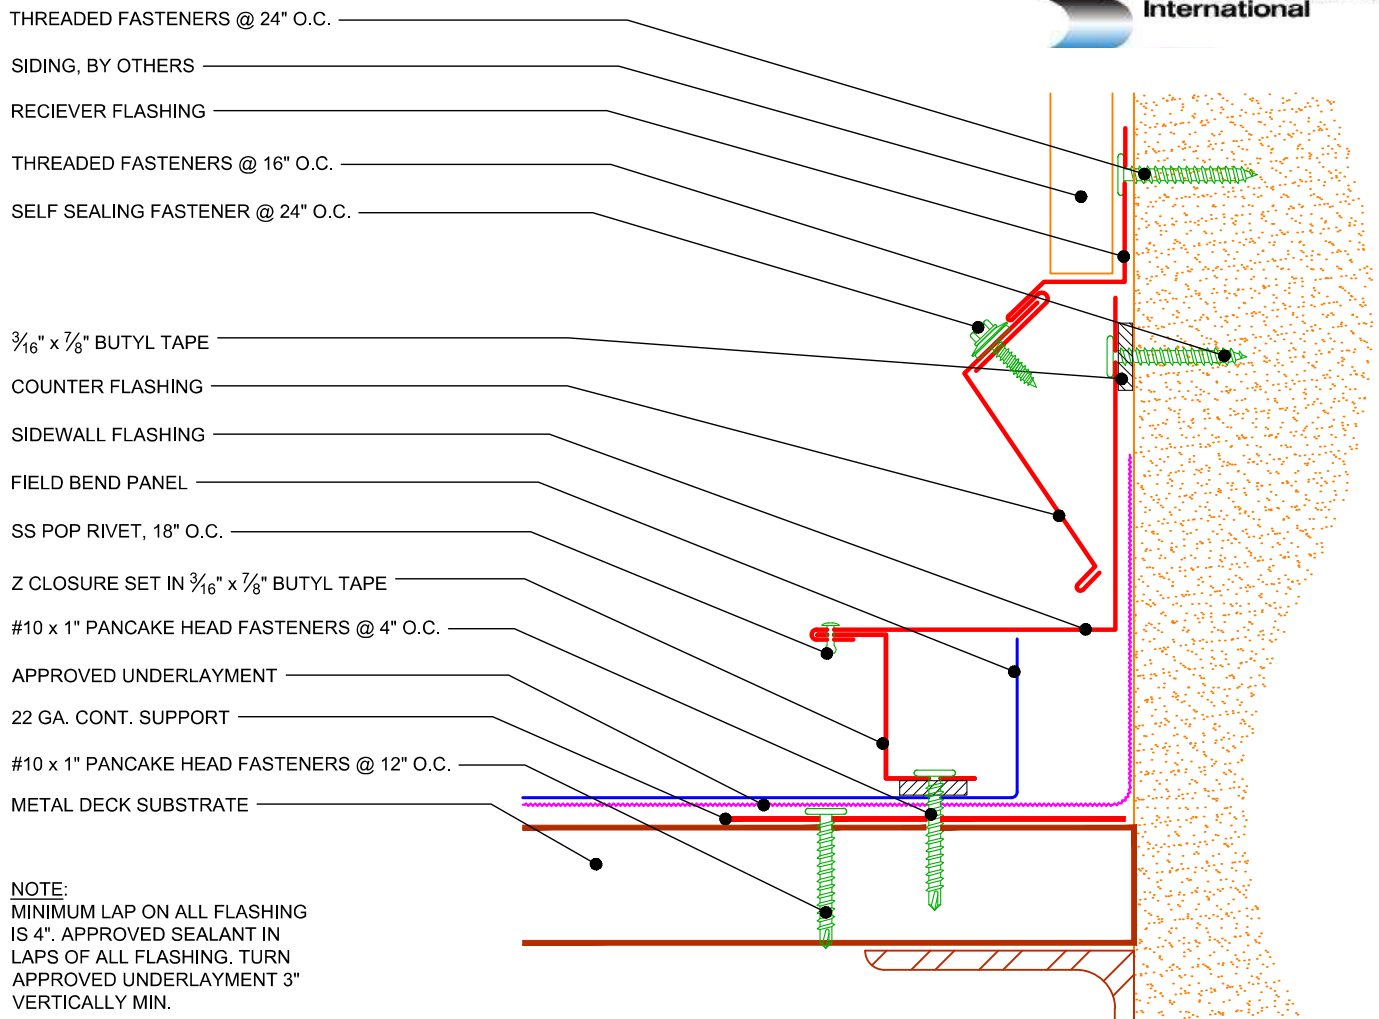 THREADED FASTENERS @ 24" O.C.
International
SIDING, BY OTHERS
RECIEVER FLASHING
THREADED FASTENERS @ 16" O.C.
SELF SEALING FASTENER @ 24" O.C.
3/16" x 7/8" BUTYL TAPE
COUNTER FLASHING
SIDEWALL FLASHING
FIELD BEND PANEL
SS POP RIVET, 18" O.C.
Z CLOSURE SET IN 3/16" x 7/8" BUTYL TAPE
#10 x 1" PANCAKE HEAD FASTENERS @ 4" O.C.
APPROVED UNDERLAYMENT
22 GA. CONT. SUPPORT
#10 x 1" PANCAKE HEAD FASTENERS @ 12" O.C.
METAL DECK SUBSTRATE
NOTE:
MINIMUM LAP ON ALL FLASHING
IS 4". APPROVED SEALANT IN
LAPS OF ALL FLASHING. TURN
APPROVED UNDERLAYMENT 3"
VERTICALLY MIN.